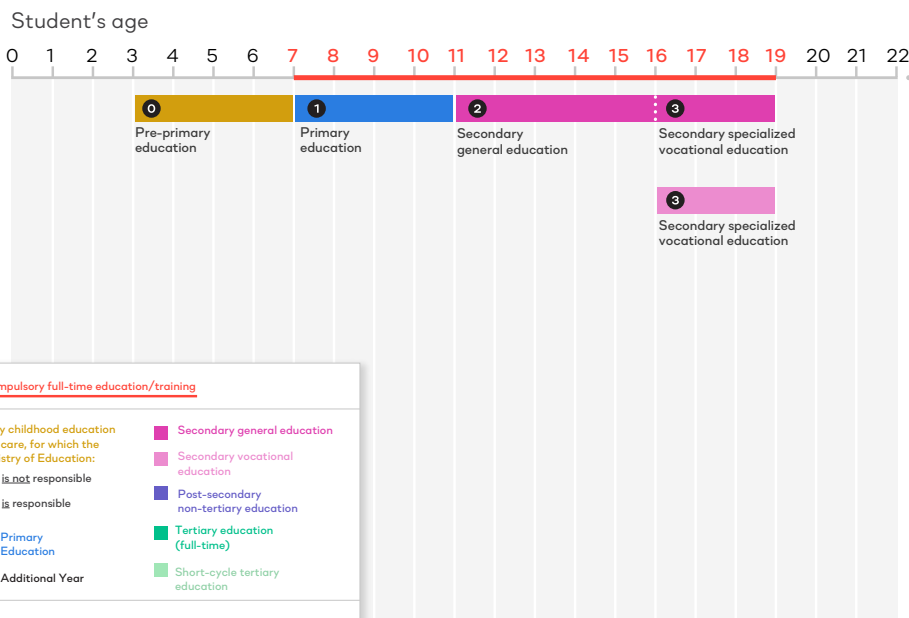 Student's age
0 1 2 3 4 5 6 7 8 9 10 11 12 13 14 15 16 17 18 19 20 21 22
0 1 2 3
Pre-primary
education
Primary
education
Secondary
general education
Secondary specialized
vocational education
3
Secondary specialized
vocational education
mpulsory full-time education/training
y childhood education
care, for which the
stry of Education:
is not responsible
is responsible
Primary
Education
Additional Year
Secondary general education
Secondary vocational
education
Post-secondary
non-tertiary education
Tertiary education
(full-time)
Short-cycle tertiary
education